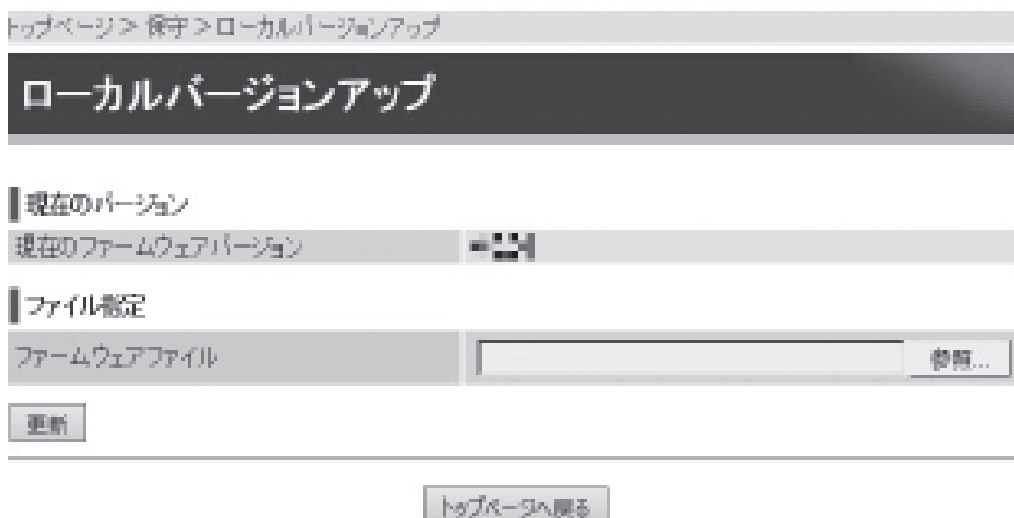 トップページ > 保守 > ローカルバージョンアップ
ローカルバージョンアップ
現在のバージョン
現在のファームウェアバージョン
ファイル指定
ファームウェアファイル 参照...
更新
トップページへ戻る